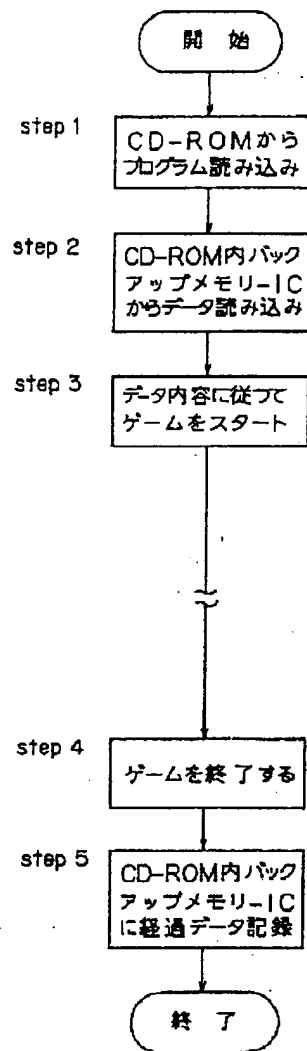 開 始
step 1
CD-ROMから
プログラム読み込み
step 2
CD-ROM内バック
アップメモリーIC
からデータ読み込み
step 3
データ内容に従って
ゲームをスタート
step 4
ゲームを終了する
step 5
CD-ROM内バック
アップメモリーIC
に経過データ記録
終 了